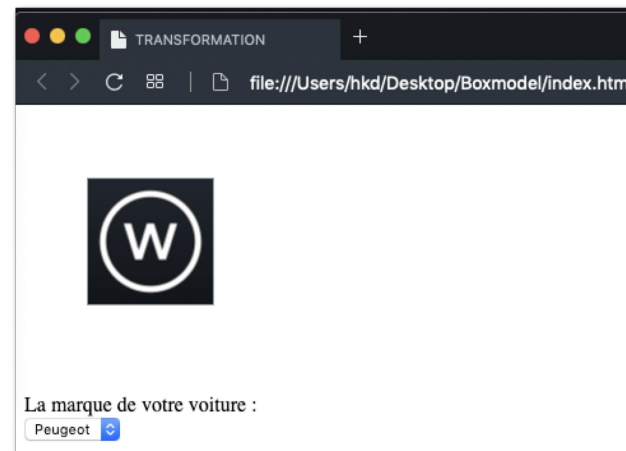 TRANSFORMATION
file:///Users/hkd/Desktop/Boxmodel/index.htm
W
La marque de votre voiture :
Peugeot